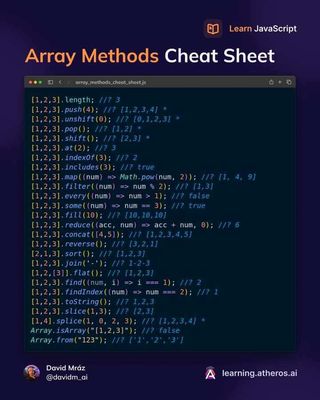 Learn JavaScript
Array Methods Cheat Sheet
array_methods_cheat_sheet.js
[1,2,3].length; //? 3
[1,2,3].push(4); //? [1,2,3,4] *
[1,2,3].unshift(0); //? [0,1,2,3] *
[1,2,3].pop(); //? [1,2] *
[1,2,3].shift(); //? [2,3] *
[1,2,3].at(2); //? 3
[1,2,3].indexOf(3); //? 2
[1,2,3].includes(3); //? true
[1,2,3].map((num) => Math.pow(num, 2)); //? [1, 4, 9]
[1,2,3].filter((num) => num % 2); //? [1,3]
[1,2,3].every((num) => num > 1); //? false
[1,2,3].some((num) => num == 3); //? true
[1,2,3].fill(10); //? [10,10,10]
[1,2,3].reduce((acc, num) => acc + num, 0); //? 6
[1,2,3].concat([4,5]); //? [1,2,3,4,5]
[1,2,3].reverse(); //? [3,2,1]
[2,1,3].sort(); //? [1,2,3]
[1,2,3].join('-'); //? 1-2-3
[1,2,[3]].flat(); //? [1,2,3]
[1,2,3].find((num, i) => i === 1); //? 2
[1,2,3].findIndex((num) => num === 2); //? 1
[1,2,3].toString(); //? 1,2,3
[1,2,3].slice(1,3); //? [2,3]
[1,4].splice(1, 0, 2, 3); //? [1,2,3,4] *
Array.isArray("[1,2,3]"); //? false
Array.from("123"); //? ['1','2','3']
David Mráz
@davidm_ai
learning.atheros.ai